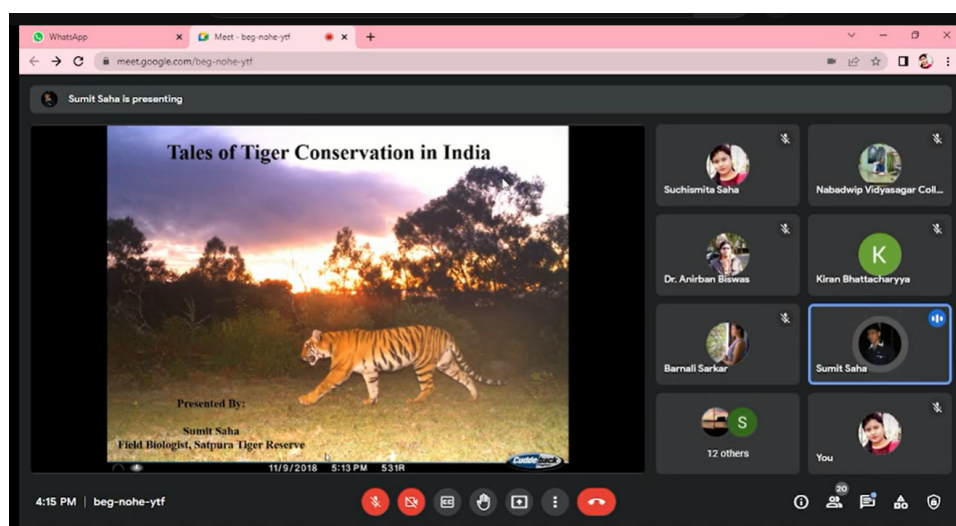 WhatsApp
Meet - beg-nohe-ytf
meet.google.com/beg-nohe-ytf
Sumit Saha is presenting
Tales of Tiger Conservation in India
Presented By:
Sumit Saha
Field Biologist, Satpura Tiger Reserve
11/9/2018 5:13 PM 531R
Cuddeback
Suchismita Saha
Nabadwip Vidyasagar Coll...
Dr. Anirban Biswas
K
Kiran Bhattacharyya
Barnali Sarkar
Sumit Saha
S
12 others
You
4:15 PM | beg-nohe-ytf
20